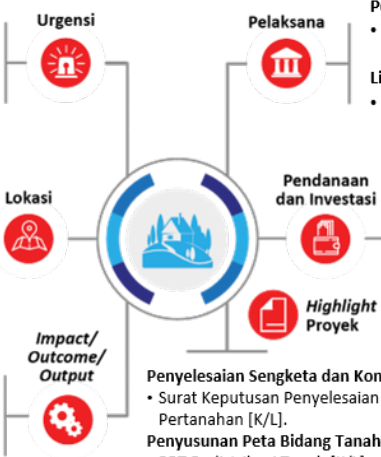 Urgensi
Pelaksana
Lokasi
Pendanaan
dan Investasi
Highlight
Proyek
Impact/
Outcome/
Output
Penyelesaian Sengketa dan Kon
• Surat Keputusan Penyelesaian
Pertanahan [K/L].
Penyusunan Peta Bidang Tanah